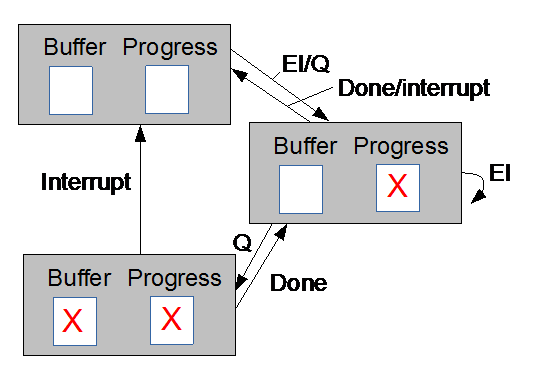 Buffer Progress
EI/Q
Done/interrupt
Buffer Progress
X
EI
Interrupt
Q
Done
Buffer Progress
X X